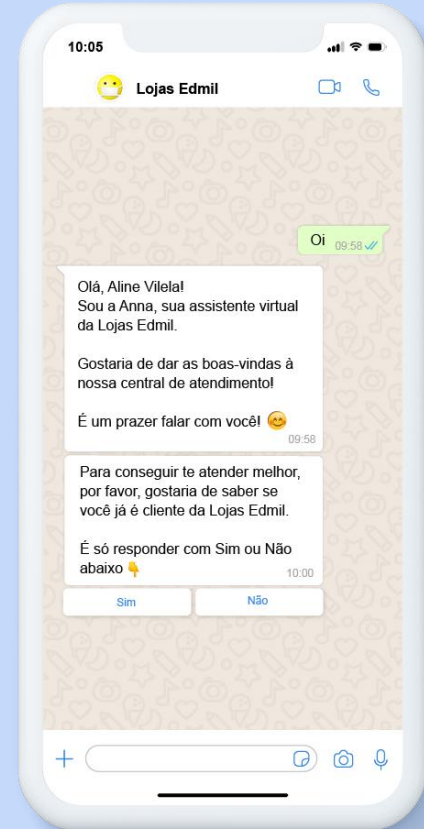 10:05
Lojas Edmil
Oi 09:58
Olá, Aline Vilela!
Sou a Anna, sua assistente virtual
da Lojas Edmil.
Gostaria de dar as boas-vindas à
nossa central de atendimento!
É um prazer falar com você! 😊
09:58
Para conseguir te atender melhor,
por favor, gostaria de saber se
você já é cliente da Lojas Edmil.
É só responder com Sim ou Não
abaixo 👇
10:00
Sim Não